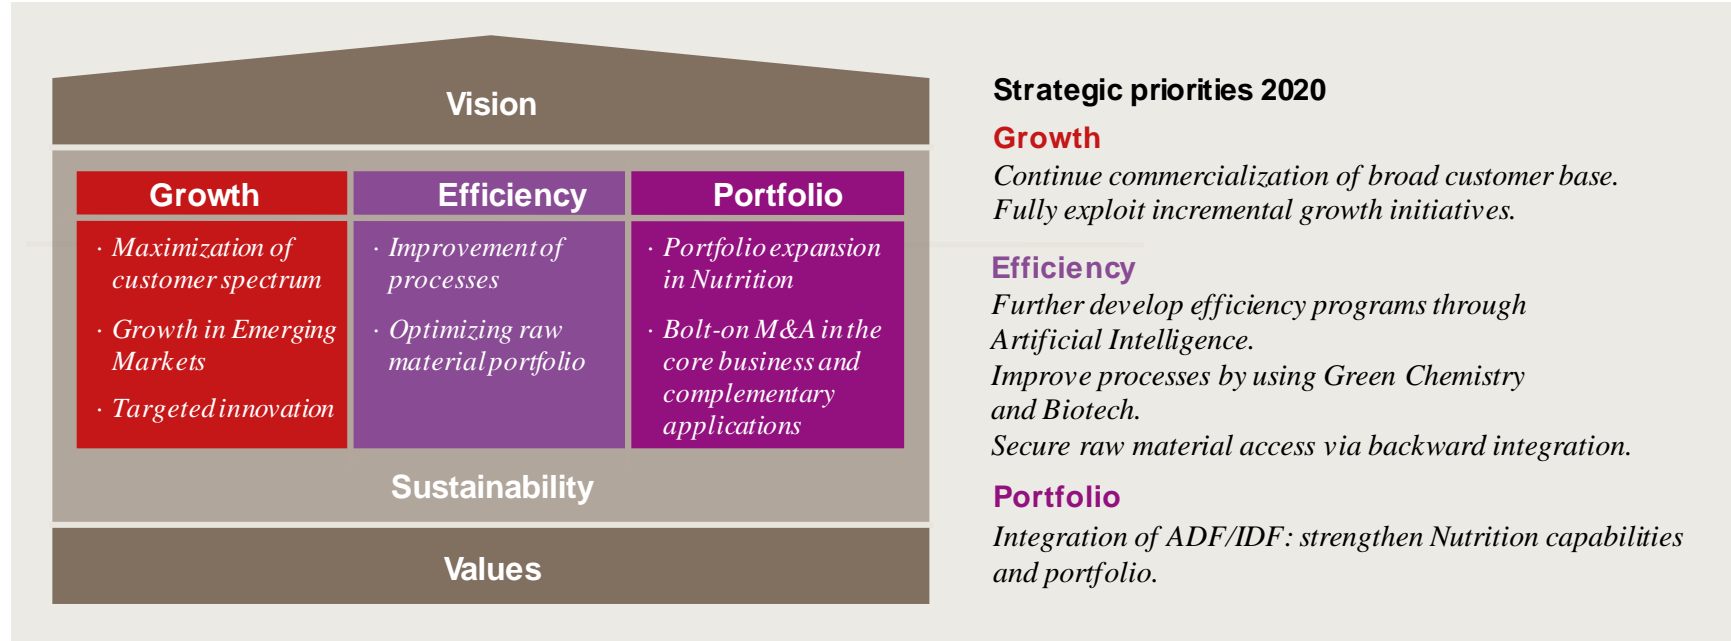 Vision
Growth
· Maximization of
customer spectrum
· Growth in Emerging
Markets
· Targeted innovation
Efficiency
· Improvement of
processes
· Optimizing raw
material portfolio
Portfolio
· Portfolio expansion
in Nutrition
· Bolt-on M&A in the
core business and
complementary
applications
Sustainability
Values
Strategic priorities 2020
Growth
Continue commercialization of broad customer base.
Fully exploit incremental growth initiatives.
Efficiency
Further develop efficiency programs through
Artificial Intelligence.
Improve processes by using Green Chemistry
and Biotech.
Secure raw material access via backward integration.
Portfolio
Integration of ADF/IDF: strengthen Nutrition capabilities
and portfolio.